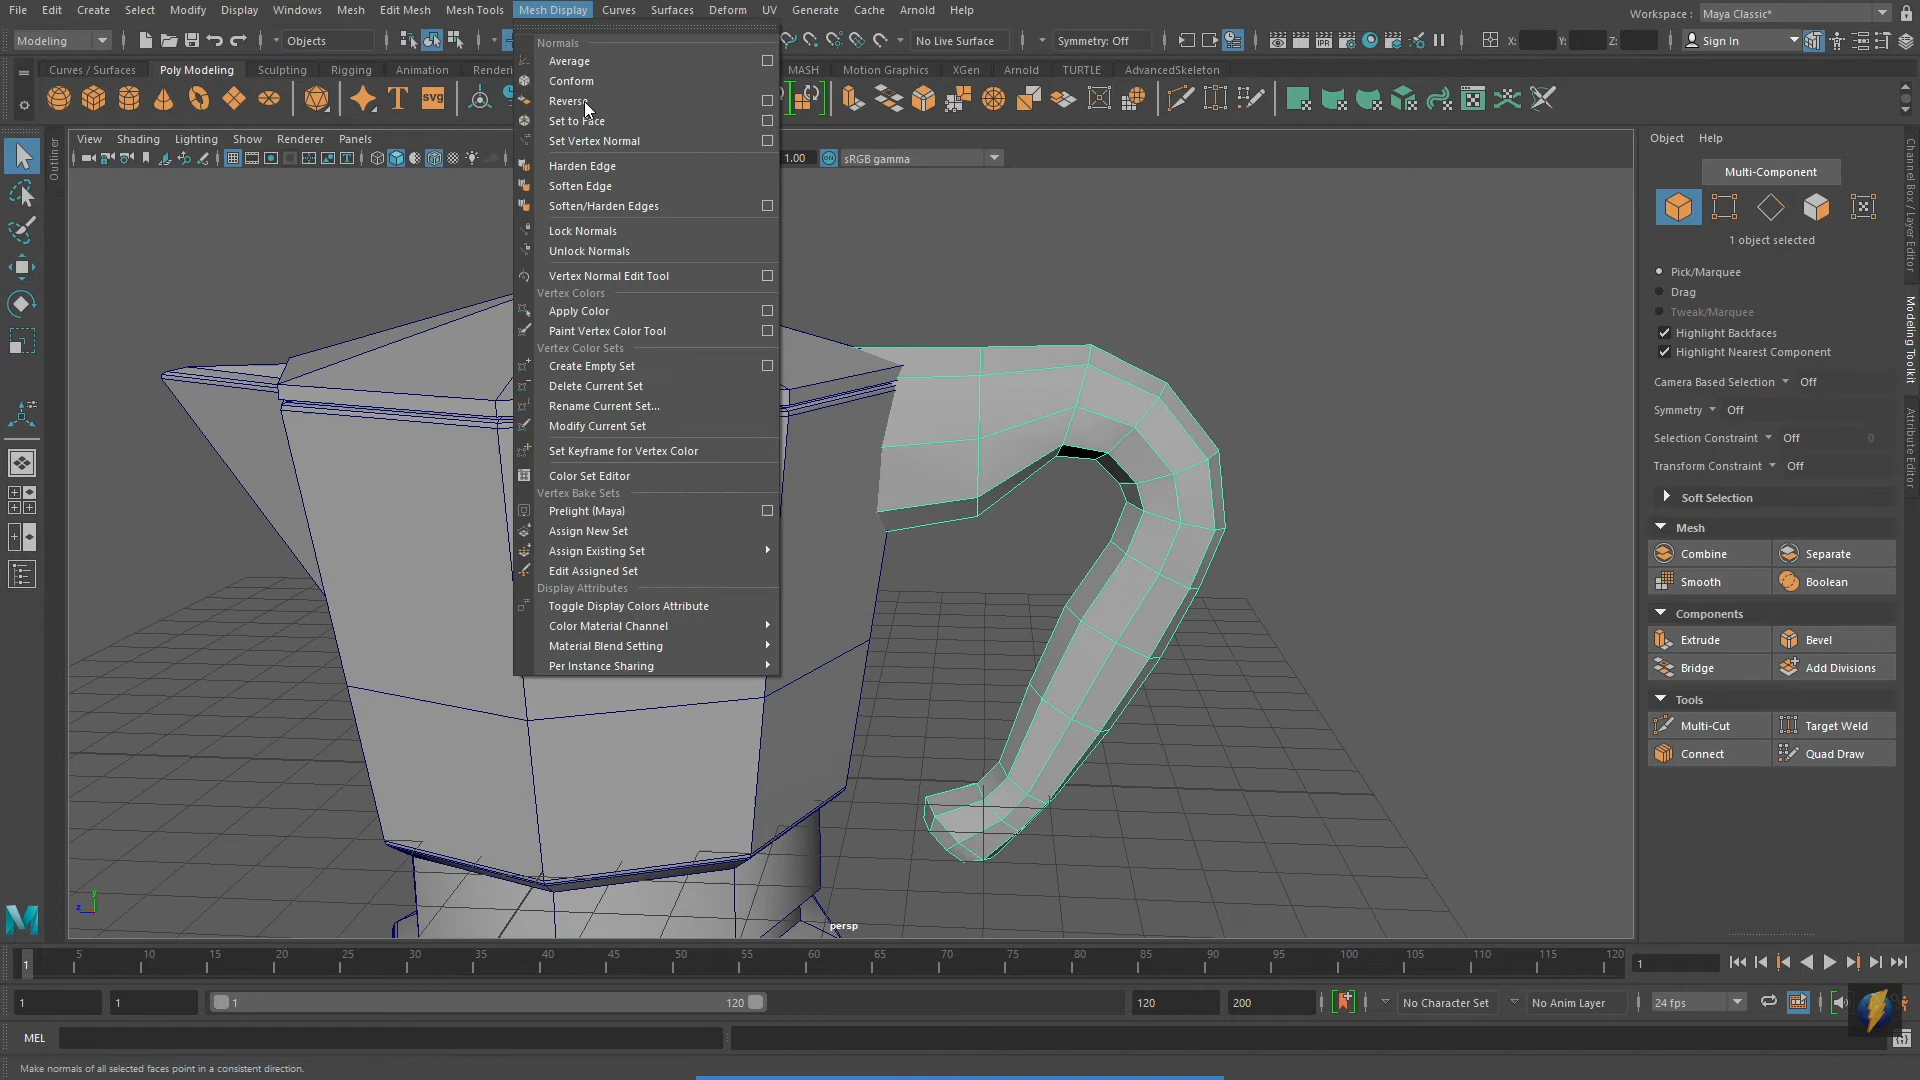 File Edit Create Select Modify Display Windows Mesh Edit Mesh Mesh Tools Mesh Display Curves Surfaces Deform UV Generate Cache Arnold Help
Workspace : Maya Classic*
Modeling
Objects
No Live Surface
Symmetry: Off
X:
Y:
Z:
Sign In
Curves / Surfaces Poly Modeling Sculpting Rigging Animation Renderi MASH Motion Graphics XGen Arnold TURTLE AdvancedSkeleton
View Shading Lighting Show Renderer Panels
1.00
sRGB gamma
Outliner
Normals
Average
Conform
Reverse
Set to Face
Set Vertex Normal
Harden Edge
Soften Edge
Soften/Harden Edges
Lock Normals
Unlock Normals
Vertex Normal Edit Tool
Vertex Colors
Apply Color
Paint Vertex Color Tool
Vertex Color Sets
Create Empty Set
Delete Current Set
Rename Current Set...
Modify Current Set
Set Keyframe for Vertex Color
Color Set Editor
Vertex Bake Sets
Prelight (Maya)
Assign New Set
Assign Existing Set
Edit Assigned Set
Display Attributes
Toggle Display Colors Attribute
Color Material Channel
Material Blend Setting
Per Instance Sharing
persp
y
z
Object Help
Multi-Component
1 object selected
Pick/Marquee
Drag
Tweak/Marquee
Highlight Backfaces
Highlight Nearest Component
Camera Based Selection Off
Symmetry Off
Selection Constraint Off 0
Transform Constraint Off
Soft Selection
Mesh
Combine Separate
Smooth Boolean
Components
Extrude Bevel
Bridge Add Divisions
Tools
Multi-Cut Target Weld
Connect Quad Draw
Channel Box / Layer Editor
Modeling Toolkit
Attribute Editor
1 5 10 15 20 25 30 35 40 45 50 55 60 65 70 75 80 85 90 95 100 105 110 115 120
1
1 1 1 120 120 200
No Character Set
No Anim Layer
24 fps
MEL
Make normals of all selected faces point in a consistent direction.